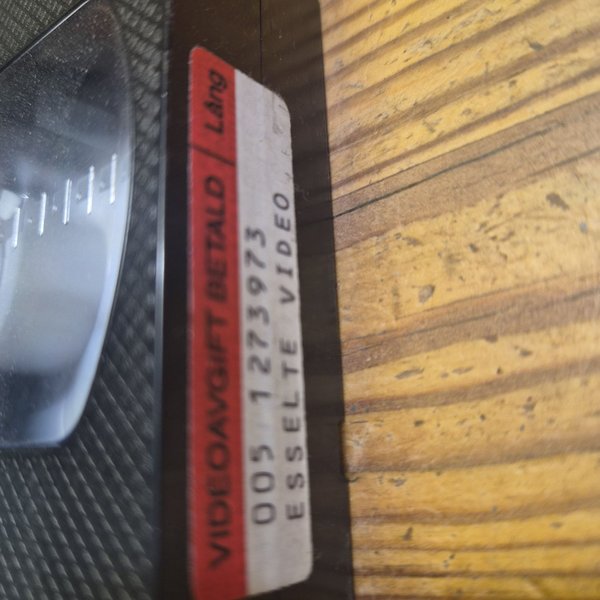 VIDEOAVGIFT BETALD / Lång
005 1273973
ESSELTE VIDEO